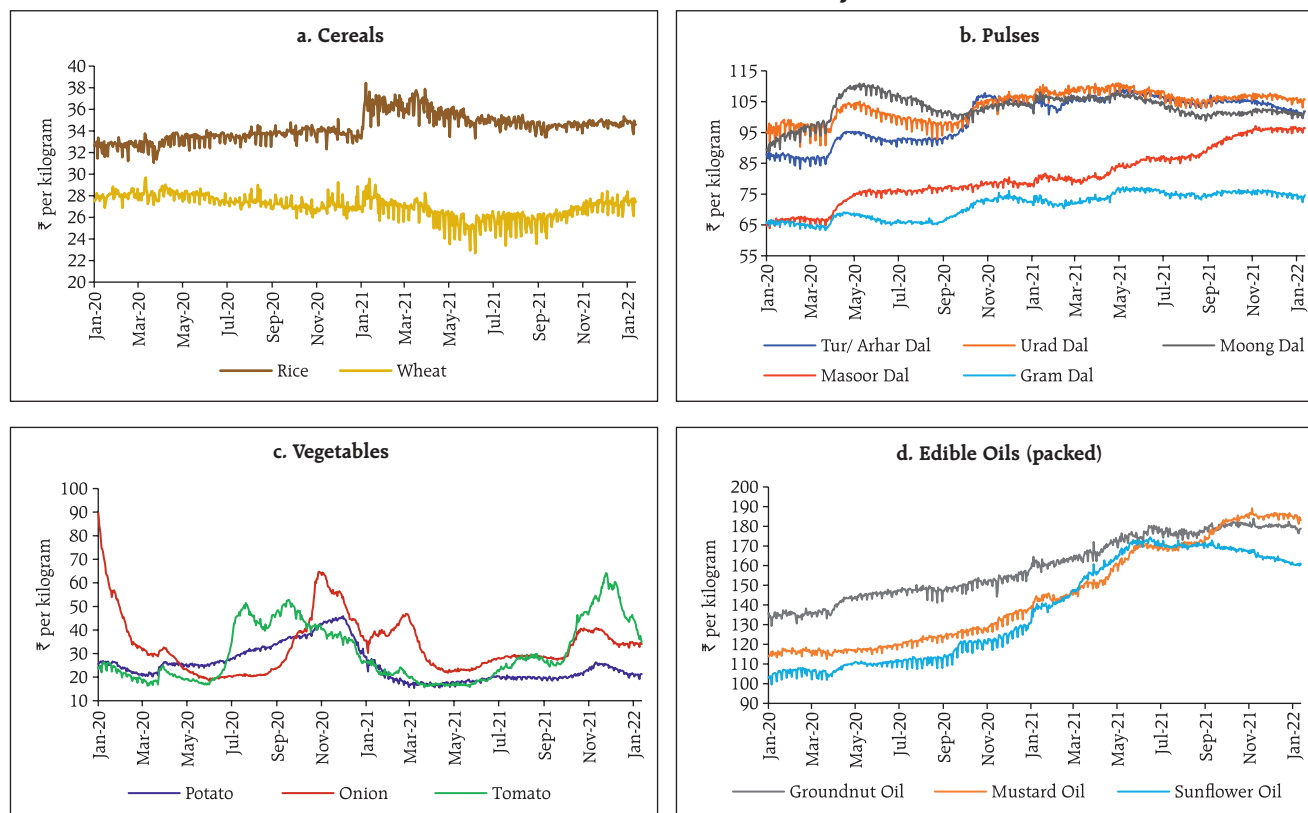 a. Cereals
₹ per kilogram
40
38
36
34
32
30
28
26
24
22
20
Jan-20
Mar-20
May-20
Jul-20
Sep-20
Nov-20
Jan-21
Mar-21
May-21
Jul-21
Sep-21
Nov-21
Jan-22
Rice
Wheat
b. Pulses
₹ per kilogram
115
105
95
85
75
65
55
Jan-20
Mar-20
May-20
Jul-20
Sep-20
Nov-20
Jan-21
Mar-21
May-21
Jul-21
Sep-21
Nov-21
Jan-22
Tur/ Arhar Dal
Urad Dal
Moong Dal
Masoor Dal
Gram Dal
c. Vegetables
₹ per kilogram
100
90
80
70
60
50
40
30
20
10
Jan-20
Mar-20
May-20
Jul-20
Sep-20
Nov-20
Jan-21
Mar-21
May-21
Jul-21
Sep-21
Nov-21
Jan-22
Potato
Onion
Tomato
d. Edible Oils (packed)
₹ per kilogram
200
190
180
170
160
150
140
130
120
110
100
90
Jan-20
Mar-20
May-20
Jul-20
Sep-20
Nov-20
Jan-21
Mar-21
May-21
Jul-21
Sep-21
Nov-21
Jan-22
Groundnut Oil
Mustard Oil
Sunflower Oil